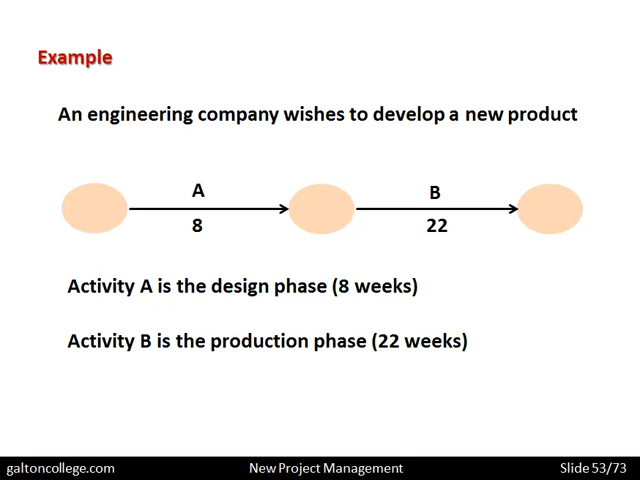 Example
An engineering company wishes to develop a new product
A
B
8
22
Activity A is the design phase (8 weeks)
Activity B is the production phase (22 weeks)
galtoncollege.com New Project Management Slide 53/73